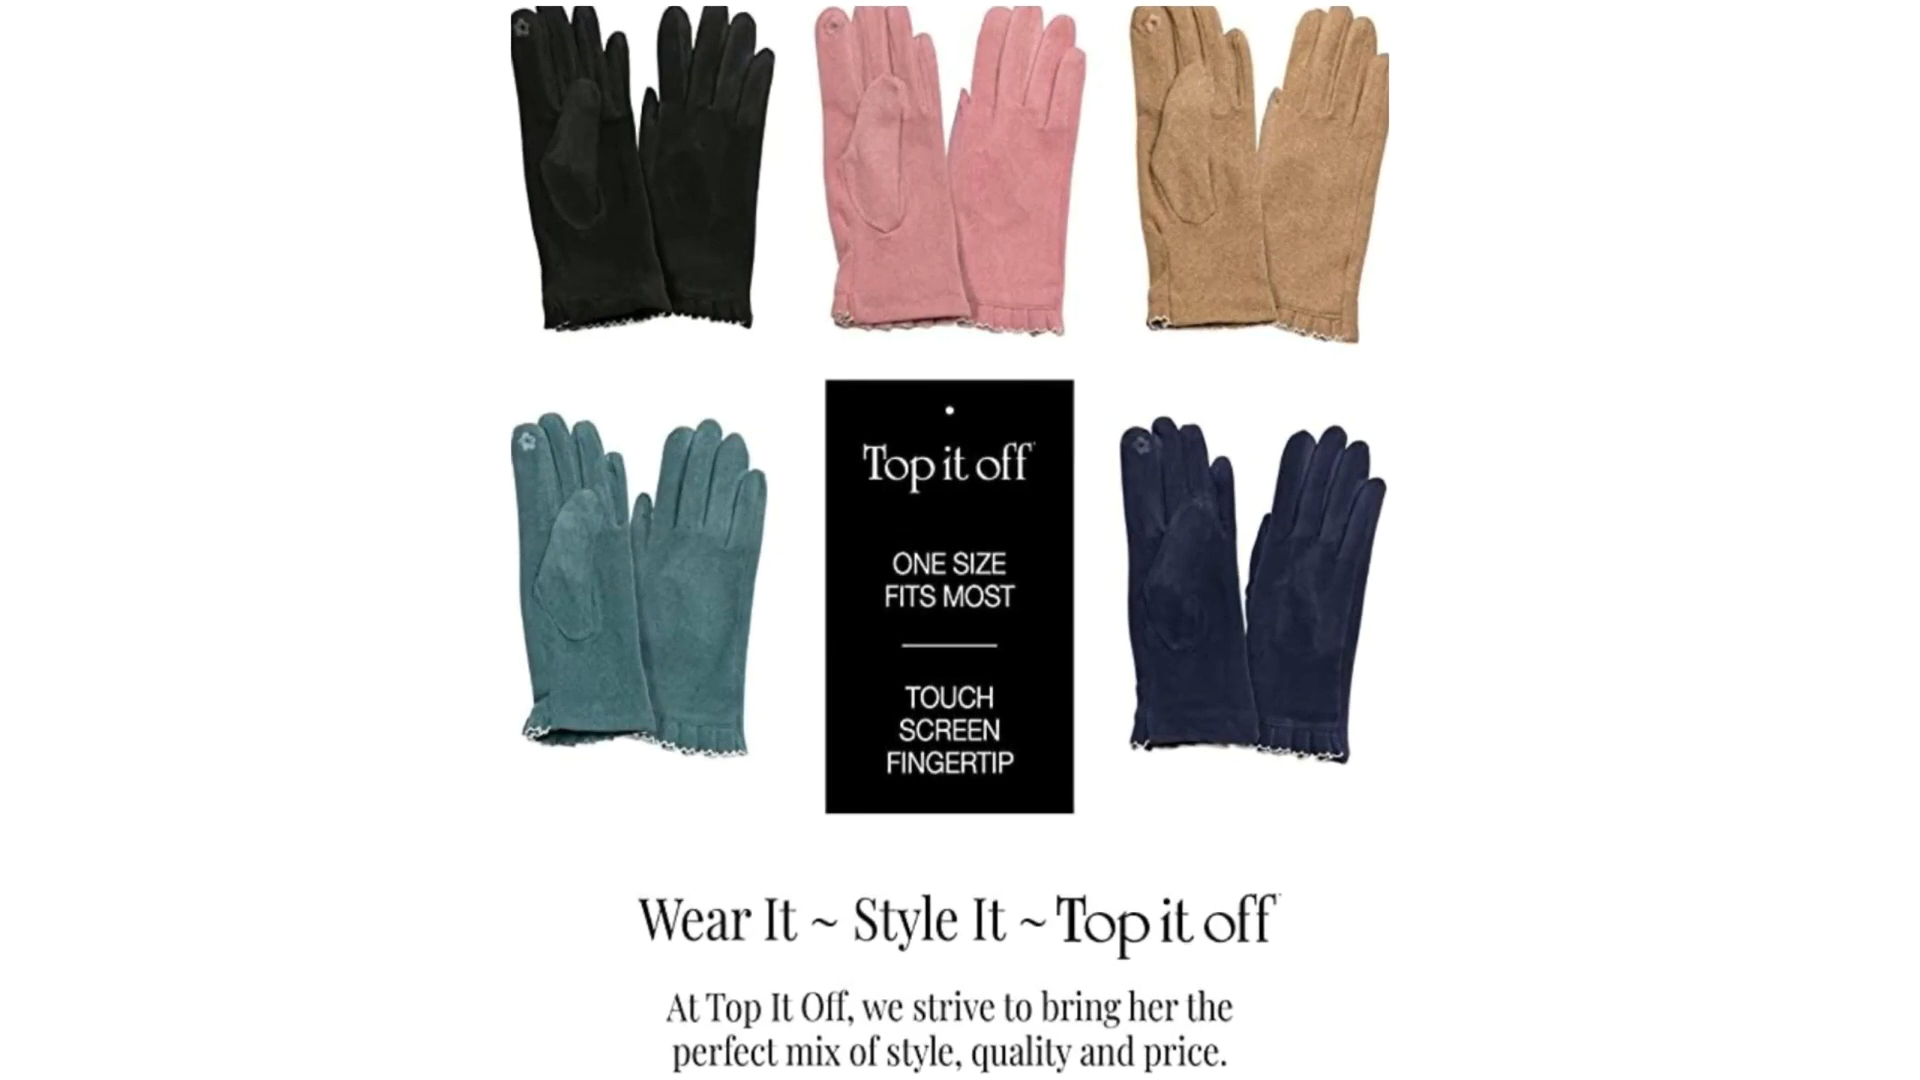 Top it off
ONE SIZE
FITS MOST
TOUCH
SCREEN
FINGERTIP
Wear It ~ Style It ~ Top it off
At Top It Off, we strive to bring her the
perfect mix of style, quality and price.